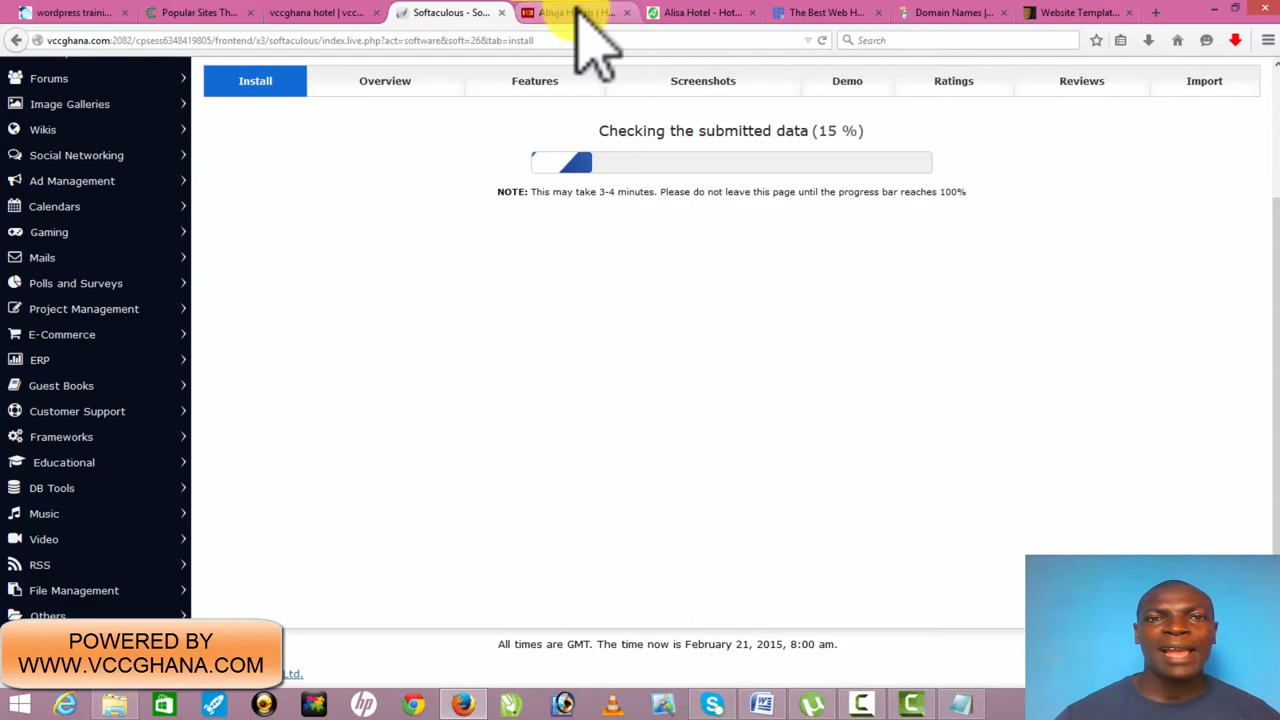 wordpress traini...
Popular Sites Th...
vccghana hotel | vcc...
Softaculous - So...
Abuja H
Alisa Hotel - Hot...
The Best Web H...
Domain Names |...
Website Templat...
vccghana.com:2082/cpsess6348419805/frontend/x3/softaculous/index.live.php?act=software&soft=26&tab=install
Search
Forums
Install
Overview
Features
Screenshots
Demo
Ratings
Reviews
Import
Image Galleries
Wikis
Checking the submitted data (15 %)
Social Networking
Ad Management
NOTE: This may take 3-4 minutes. Please do not leave this page until the progress bar reaches 100%
Calendars
Gaming
Mails
Polls and Surveys
Project Management
E-Commerce
ERP
Guest Books
Customer Support
Frameworks
Educational
DB Tools
Music
Video
RSS
File Management
Others
POWERED BY
WWW.VCCGHANA.COM
All times are GMT. The time now is February 21, 2015, 8:00 am.
Ltd.